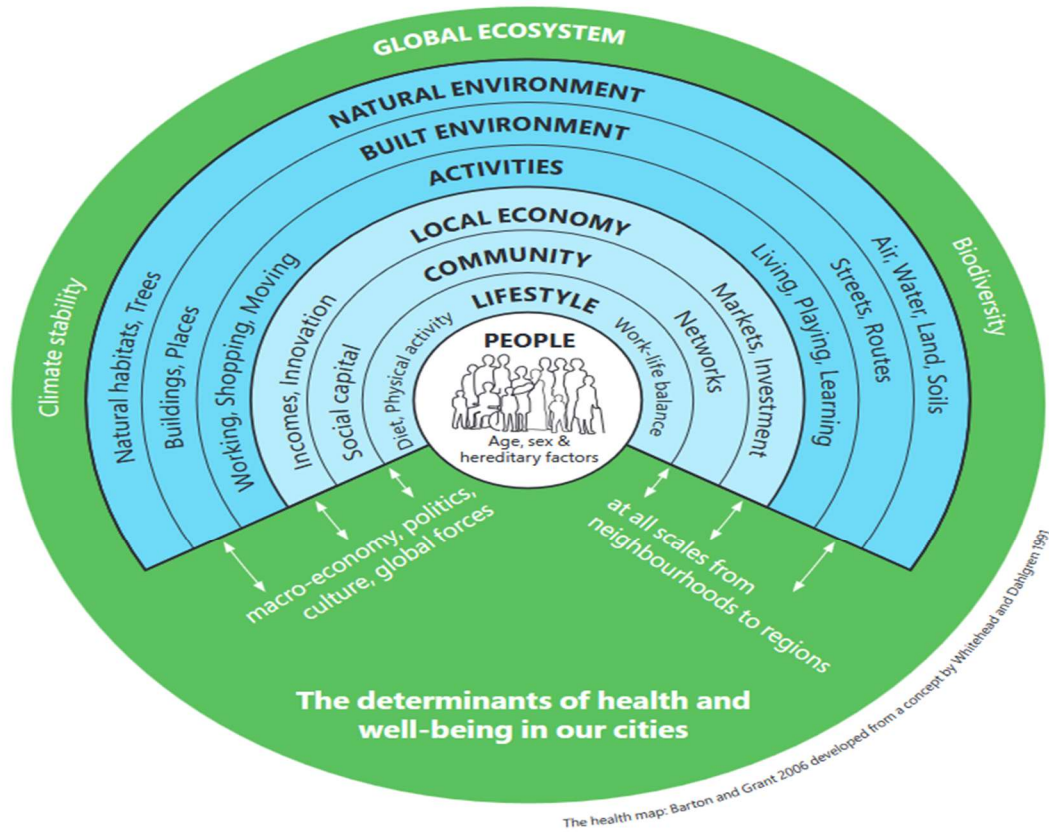 GLOBAL ECOSYSTEM
NATURAL ENVIRONMENT
BUILT ENVIRONMENT
ACTIVITIES
LOCAL ECONOMY
COMMUNITY
LIFESTYLE
PEOPLE
Age, sex &
hereditary factors
Climate stability
Natural habitats, Trees
Buildings, Places
Working, Shopping, Moving
Incomes, Innovation
Social capital
Diet, Physical activity
Work-life balance
Networks
Markets, Investment
Living, Playing, Learning
Streets, Routes
Air, Water, Land, Soils
Biodiversity
macro-economy, politics,
culture, global forces
at all scales from
neighbourhoods to regions
The determinants of health and
well-being in our cities
The health map: Barton and Grant 2006 developed from a concept by Whitehead and Dahlgren 1991